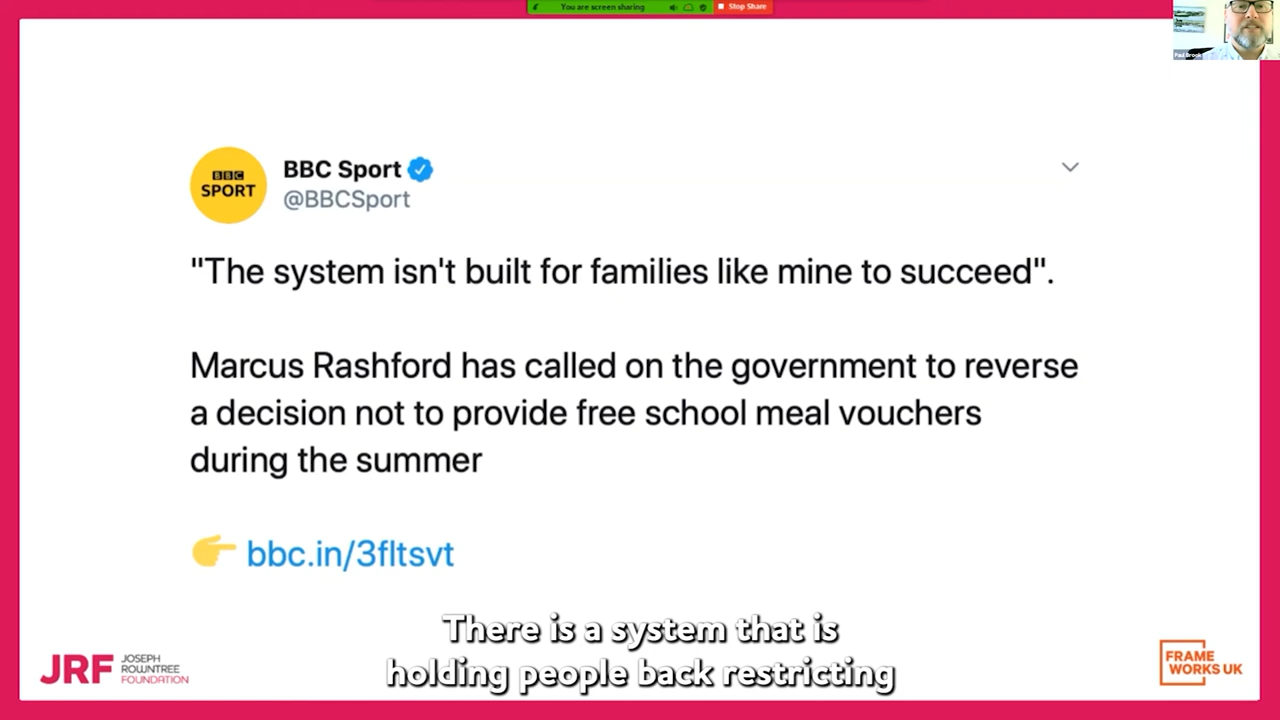 You are screen sharing
Stop Share
Paul Brook
BBC
SPORT
BBC Sport
@BBCSport
"The system isn't built for families like mine to succeed".
Marcus Rashford has called on the government to reverse
a decision not to provide free school meal vouchers
during the summer
👉 bbc.in/3fltsvt
There is a system that is
holding people back restricting
JRF
JOSEPH
ROWNTREE
FOUNDATION
FRAME
WORKS UK